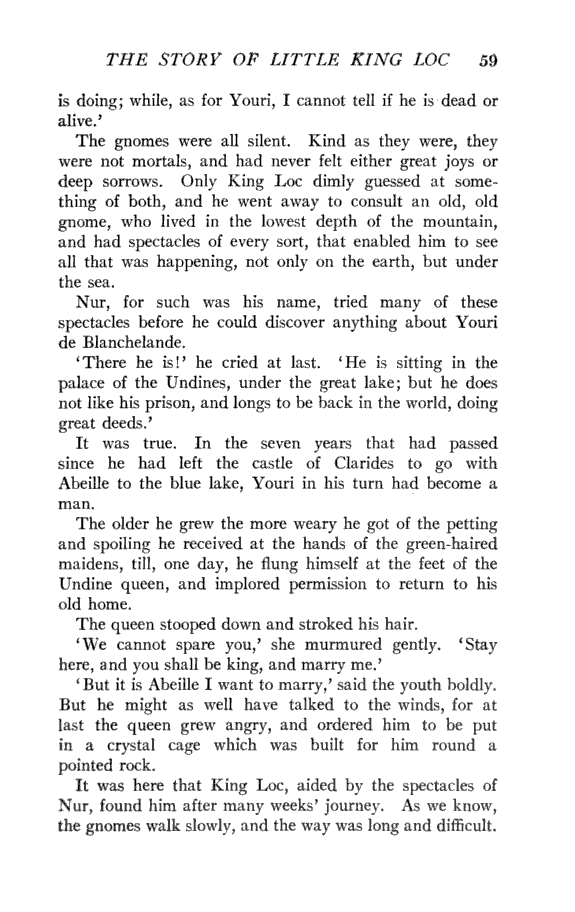 THE STORY OF LITTLE KING LOC 59
is doing; while, as for Youri, I cannot tell if he is dead or
alive.’
The gnomes were all silent. Kind as they were, they
were not mortals, and had never felt either great joys or
deep sorrows. Only King Loc dimly guessed at some-
thing of both, and he went away to consult an old, old
gnome, who lived in the lowest depth of the mountain,
and had spectacles of every sort, that enabled him to see
all that was happening, not only on the earth, but under
the sea.
Nur, for such was his name, tried many of these
spectacles before he could discover anything about Youri
de Blanchelande.
‘There he is!’ he cried at last. ‘He is sitting in the
palace of the Undines, under the great lake; but he does
not like his prison, and longs to be back in the world, doing
great deeds.’
It was true. In the seven years that had passed
since he had left the castle of Clarides to go with
Abeille to the blue lake, Youri in his turn had become a
man.
The older he grew the more weary he got of the petting
and spoiling he received at the hands of the green-haired
maidens, till, one day, he flung himself at the feet of the
Undine queen, and implored permission to return to his
old home.
The queen stooped down and stroked his hair.
‘We cannot spare you,’ she murmured gently. ‘Stay
here, and you shall be king, and marry me.’
‘But it is Abeille I want to marry,’ said the youth boldly.
But he might as well have talked to the winds, for at
last the queen grew angry, and ordered him to be put
in a crystal cage which was built for him round a
pointed rock.
It was here that King Loc, aided by the spectacles of
Nur, found him after many weeks’ journey. As we know,
the gnomes walk slowly, and the way was long and difficult.